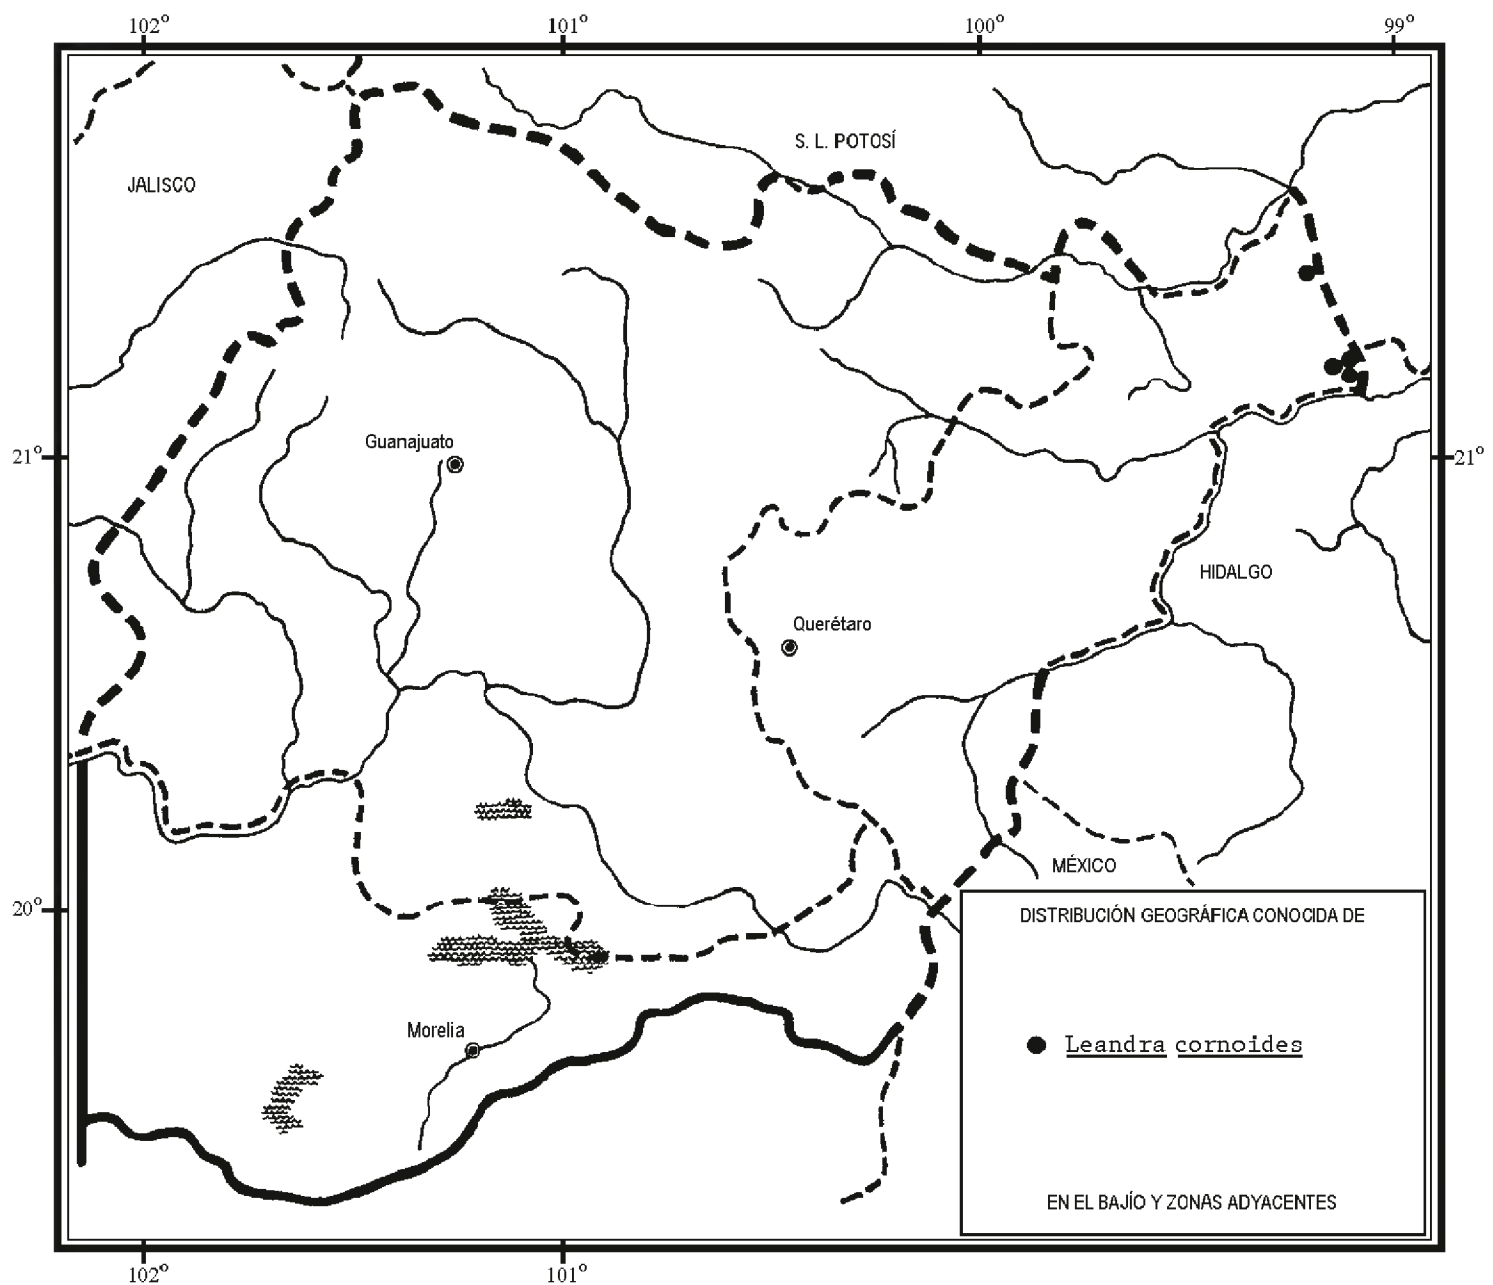 102° 101° 100° 99°
S. L. POTOSÍ
JALISCO
Guanajuato
21° 21°
HIDALGO
Querétaro
MÉXICO
20°
DISTRIBUCIÓN GEOGRÁFICA CONOCIDA DE
Morelia
Leandra cornoides
EN EL BAJÍO Y ZONAS ADYACENTES
102° 101°